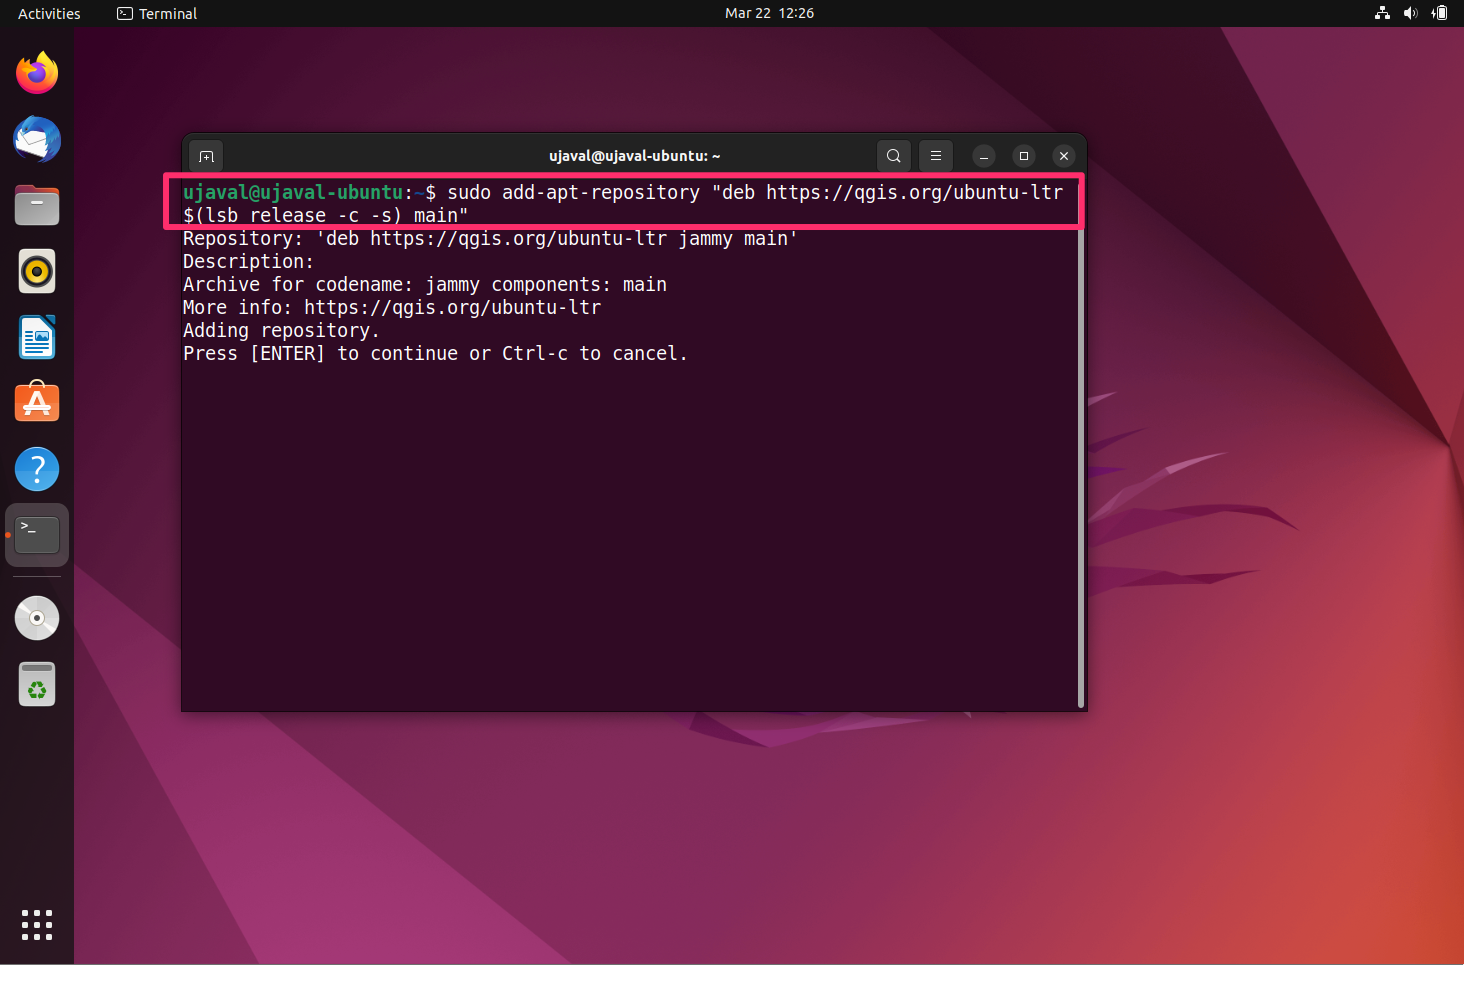 Activities
Terminal
Mar 22 12:26
ujaval@ujaval-ubuntu: ~
ujaval@ujaval-ubuntu:~$ sudo add-apt-repository "deb https://qgis.org/ubuntu-ltr
$(lsb_release -c -s) main"
Repository: 'deb https://qgis.org/ubuntu-ltr jammy main'
Description:
Archive for codename: jammy components: main
More info: https://qgis.org/ubuntu-ltr
Adding repository.
Press [ENTER] to continue or Ctrl-c to cancel.